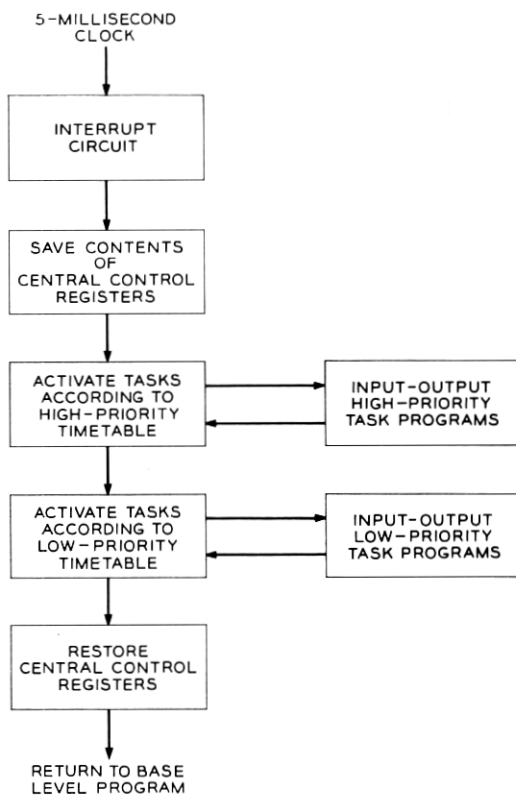 5-MILLISECOND
CLOCK
INTERRUPT
CIRCUIT
SAVE CONTENTS
OF
CENTRAL CONTROL
REGISTERS
ACTIVATE TASKS
ACCORDING TO
HIGH-PRIORITY
TIMETABLE
INPUT-OUTPUT
HIGH-PRIORITY
TASK PROGRAMS
ACTIVATE TASKS
ACCORDING TO
LOW-PRIORITY
TIMETABLE
INPUT-OUTPUT
LOW-PRIORITY
TASK PROGRAMS
RESTORE
CENTRAL CONTROL
REGISTERS
RETURN TO BASE
LEVEL PROGRAM